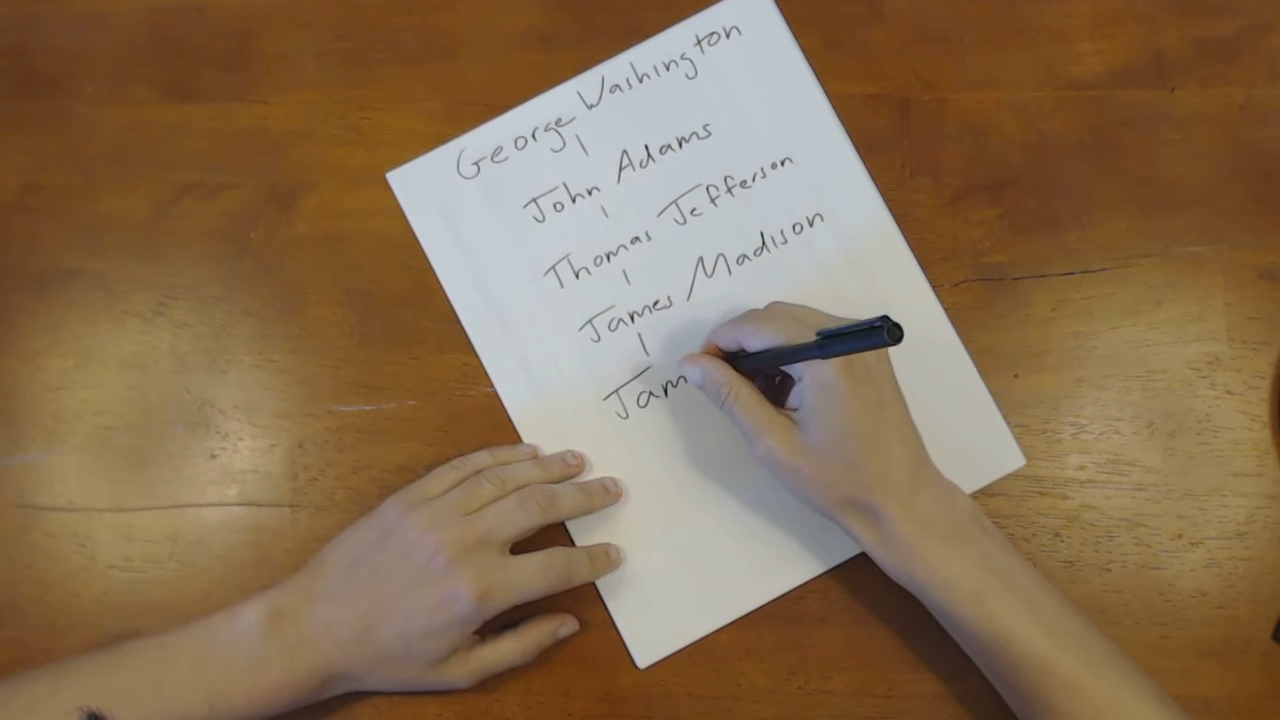 George Washington
|
John Adams
|
Thomas Jefferson
|
James Madison
|
Jam